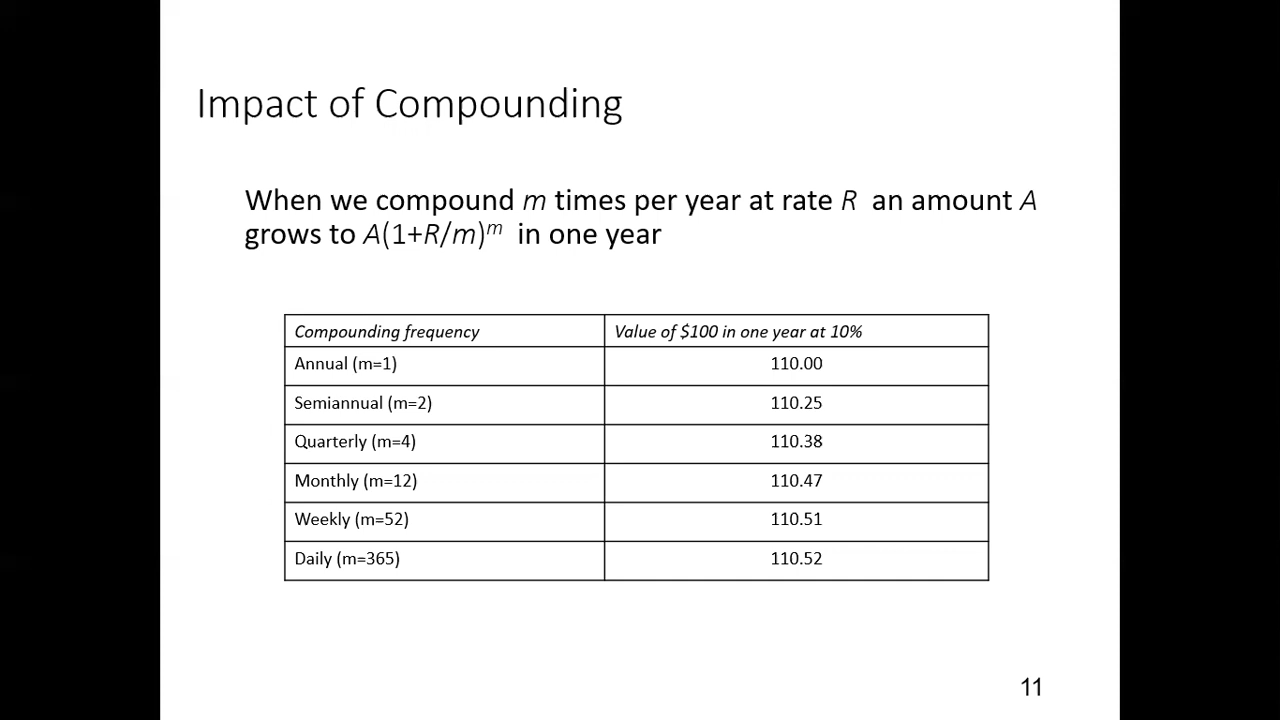 Impact of Compounding
When we compound m times per year at rate R an amount A
grows to A(1+R/m)ᵐ in one year
Compounding frequency Value of $100 in one year at 10%
Annual (m=1) 110.00
Semiannual (m=2) 110.25
Quarterly (m=4) 110.38
Monthly (m=12) 110.47
Weekly (m=52) 110.51
Daily (m=365) 110.52
11